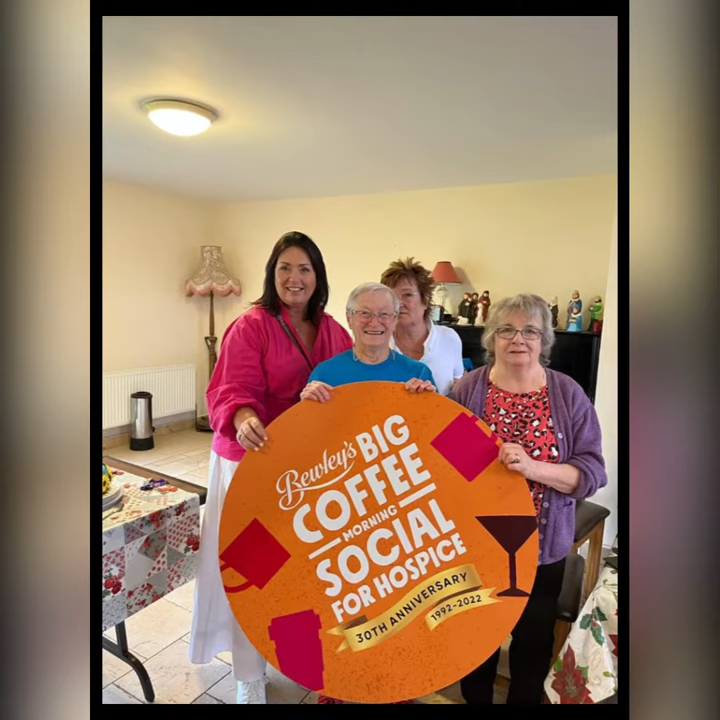 Bewley's BIG
COFFEE
MORNING
SOCIAL
FOR HOSPICE
30TH ANNIVERSARY
1992-2022